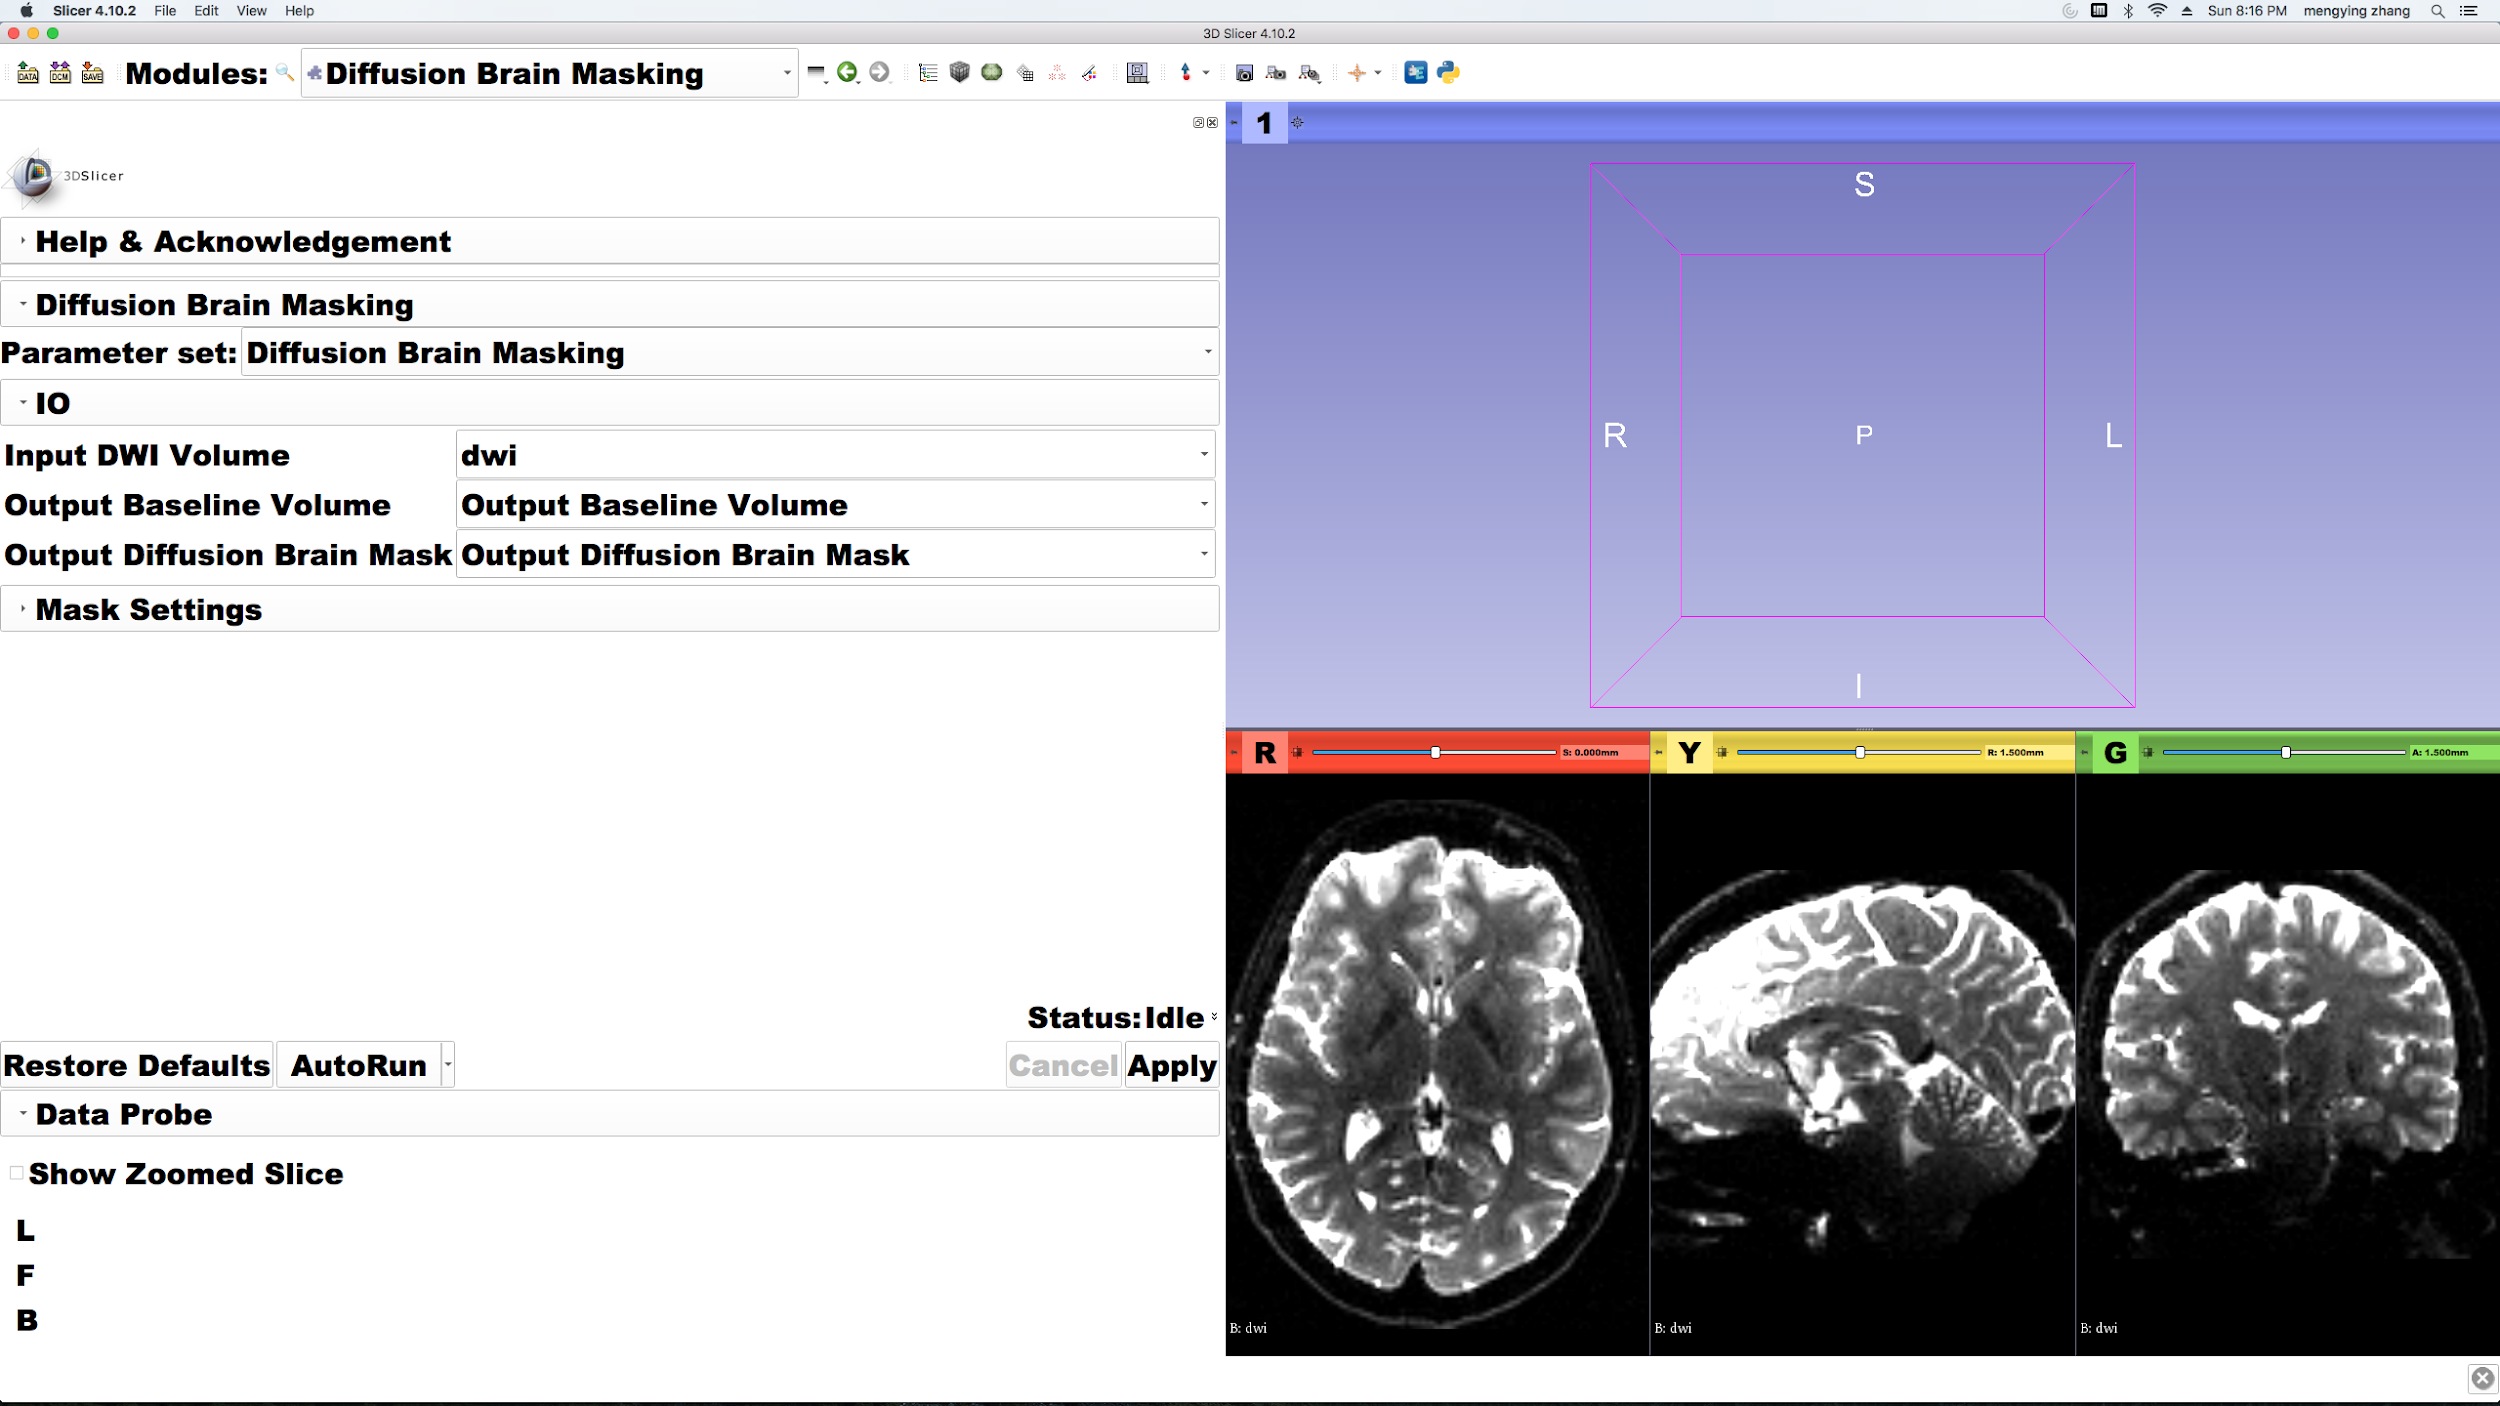 Slicer 4.10.2 File Edit View Help
Sun 8:16 PM mengying zhang
3D Slicer 4.10.2
DATA DCM SAVE Modules: Diffusion Brain Masking
3DSlicer
Help & Acknowledgement
Diffusion Brain Masking
Parameter set: Diffusion Brain Masking
IO
Input DWI Volume dwi
Output Baseline Volume Output Baseline Volume
Output Diffusion Brain Mask Output Diffusion Brain Mask
Mask Settings
Status: Idle
Restore Defaults AutoRun Cancel Apply
Data Probe
Show Zoomed Slice
L
F
B
1
S
R P L
I
R S: 0.000mm
Y R: 1.500mm
G A: 1.500mm
B: dwi
B: dwi
B: dwi